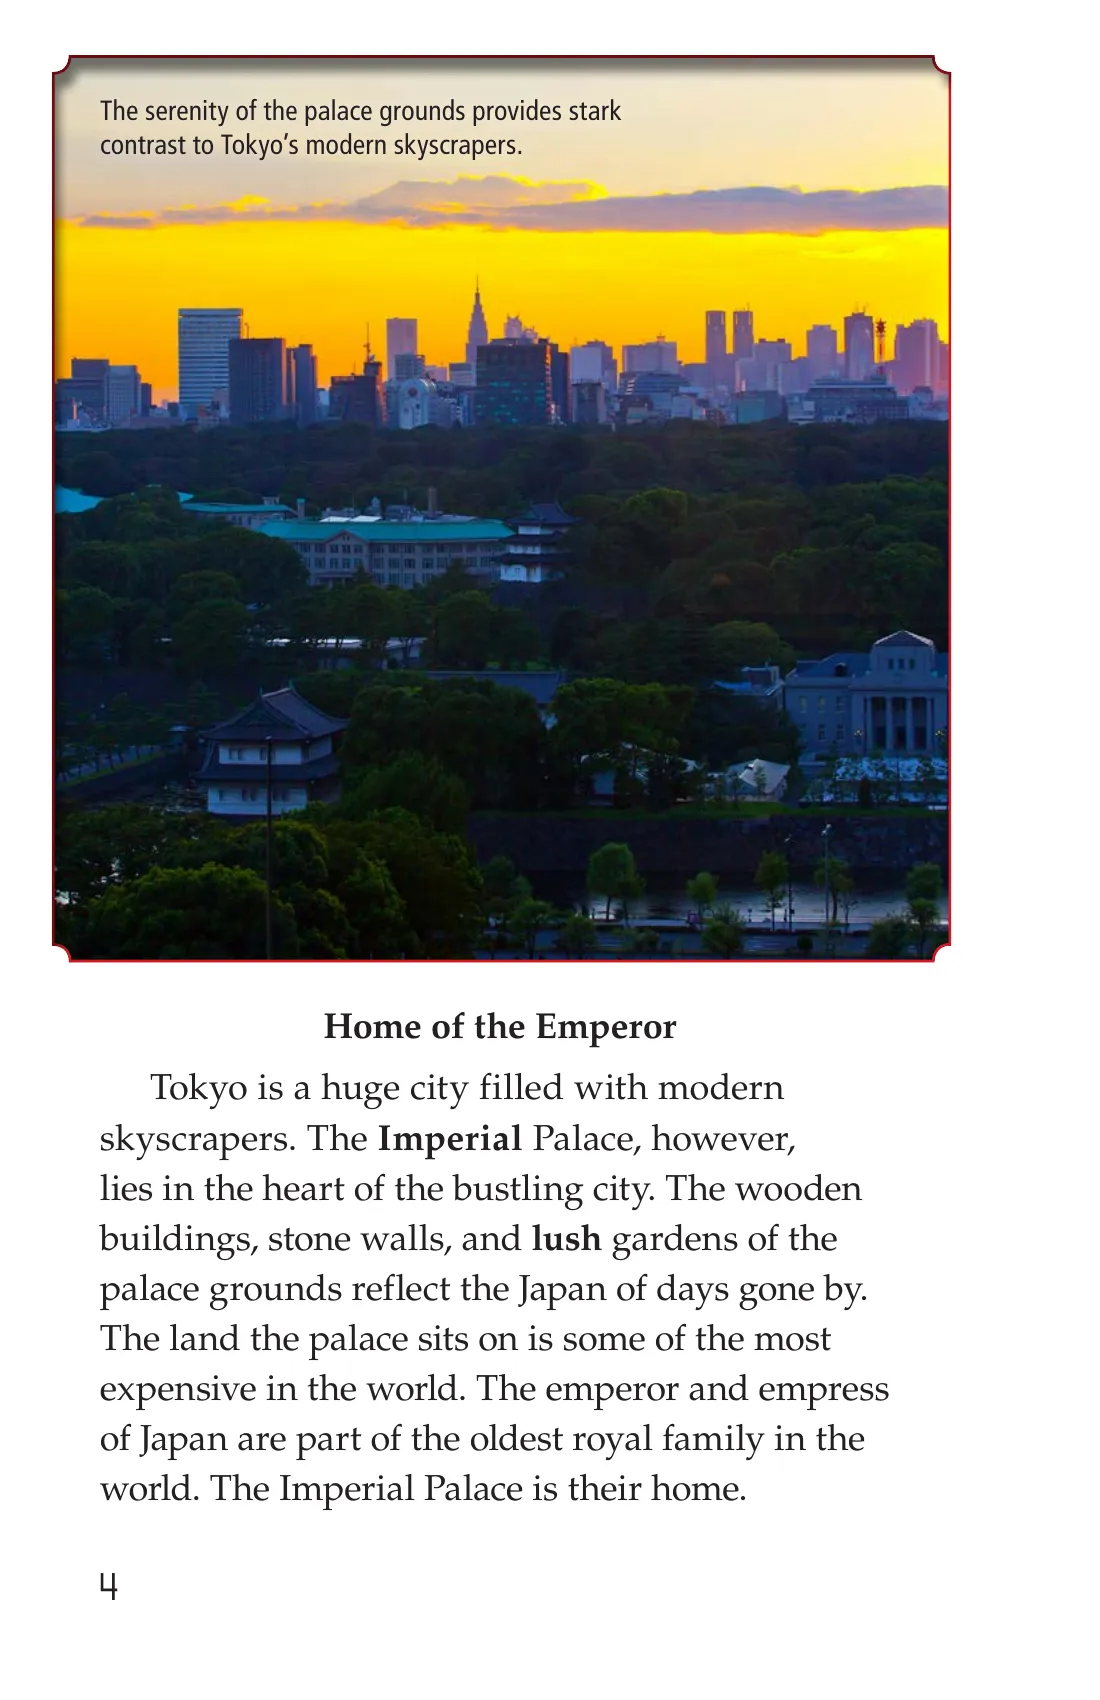 The serenity of the palace grounds provides stark
contrast to Tokyo’s modern skyscrapers.
Home of the Emperor
Tokyo is a huge city filled with modern
skyscrapers. The Imperial Palace, however,
lies in the heart of the bustling city. The wooden
buildings, stone walls, and lush gardens of the
palace grounds reflect the Japan of days gone by.
The land the palace sits on is some of the most
expensive in the world. The emperor and empress
of Japan are part of the oldest royal family in the
world. The Imperial Palace is their home.
4